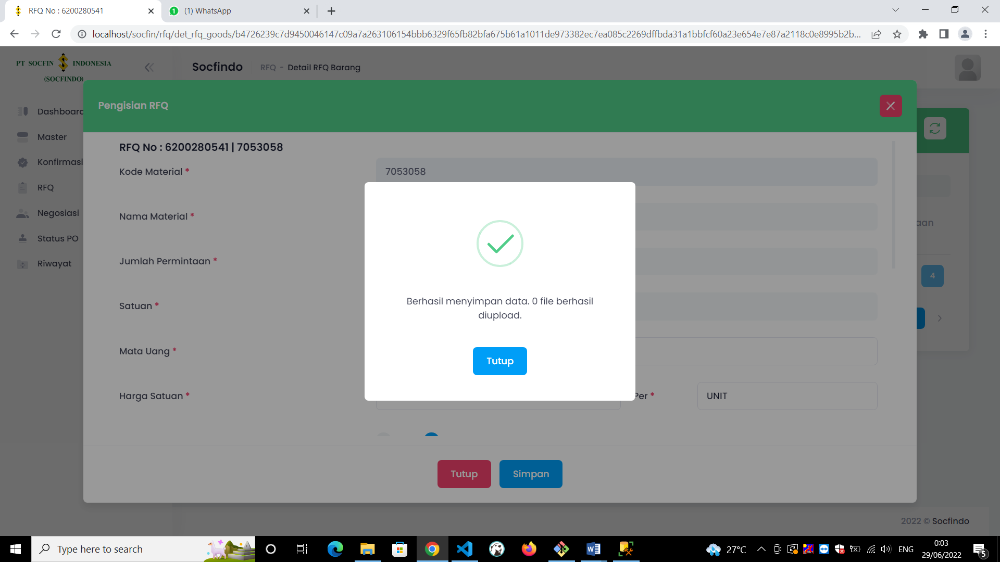 RFQ No : 6200280541
(1) WhatsApp
localhost/socfin/rfq/det_rfq_goods/b4726239c7d9450046147c09a7a263106154bbb6329f65fb82bfa675b61a1011de973382ec7ea085c2269dffbda31a1bbfcf60a23e654e7e87a2118c0e8995b2b...
PT SOCFIN INDONESIA
(SOCFINDO)
Socfindo
RFQ - Detail RFQ Barang
Pengisian RFQ
Dashboard
Master
Konfirmasi
RFQ
Negosiasi
Status PO
Riwayat
RFQ No : 6200280541 | 7053058
Kode Material *
7053058
Nama Material *
Jumlah Permintaan *
Satuan *
Mata Uang *
Harga Satuan *
Per *
UNIT
aan
4
Berhasil menyimpan data. 0 file berhasil
diupload.
Tutup
Tutup
Simpan
2022 © Socfindo
Type here to search
27°C
ENG
0:03
29/06/2022
5